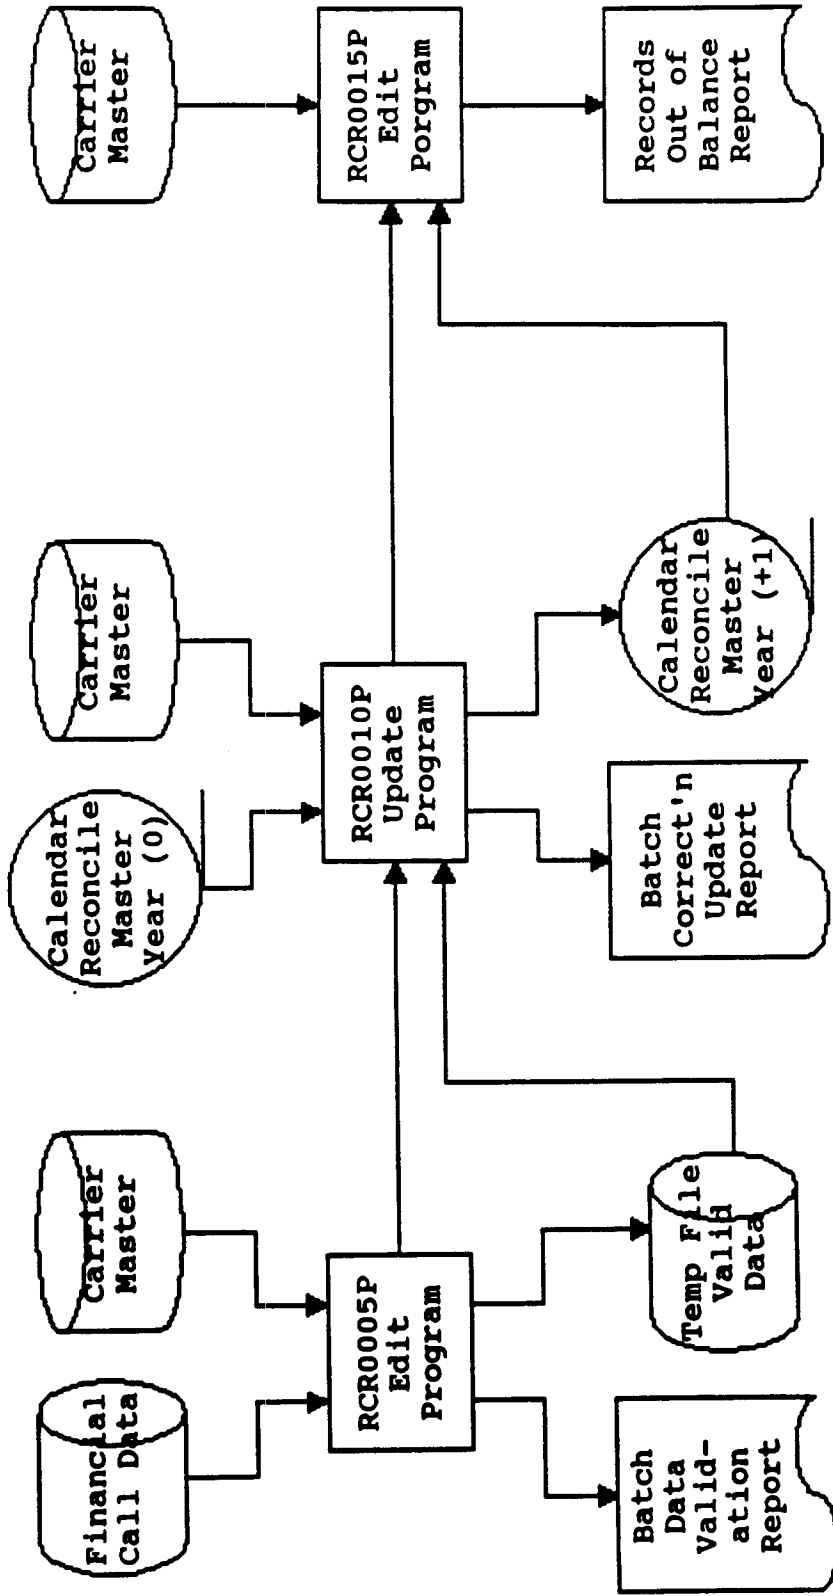 Financial
Call Data
Carrier
Master
Calendar
Reconcile
Master
year (0)
Carrier
Master
Carrier
Master
RCR0005P
Edit
Program
RCR0010P
Update
Program
RCR0015P
Edit
Porgram
Batch
Data
Valid-
ation
Report
Temp File
Valid
Data
Batch
Correct'n
Update
Report
Calendar
Reconcile
Master
Year (+1)
Records
Out of
Balance
Report